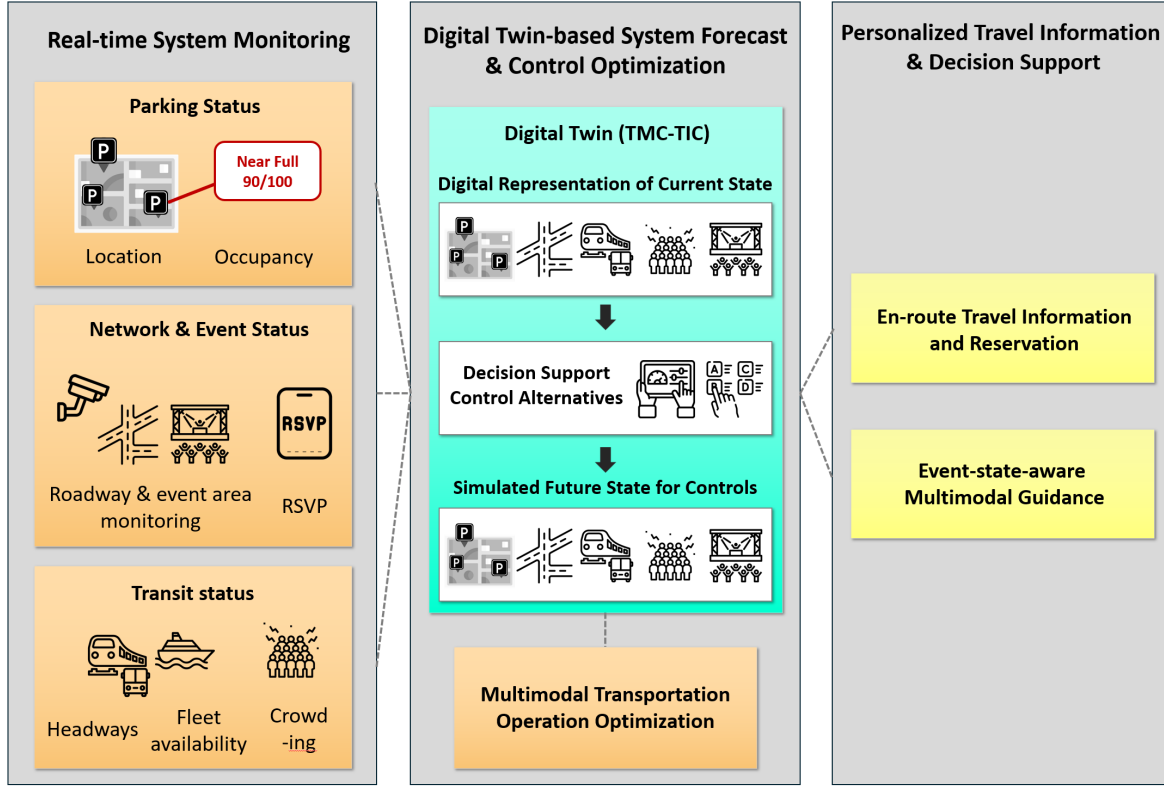 Real-time System Monitoring
Parking Status
P
P
P
Near Full
90/100
Location
Occupancy
Network & Event Status
RSVP
Roadway & event area
monitoring
RSVP
Transit status
Headways
Fleet
availability
Crowd
-ing
Digital Twin-based System Forecast
& Control Optimization
Digital Twin (TMC-TIC)
Digital Representation of Current State
P
P
P
Decision Support
Control Alternatives
A C
B D
Simulated Future State for Controls
P
P
P
Multimodal Transportation
Operation Optimization
Personalized Travel Information
& Decision Support
En-route Travel Information
and Reservation
Event-state-aware
Multimodal Guidance